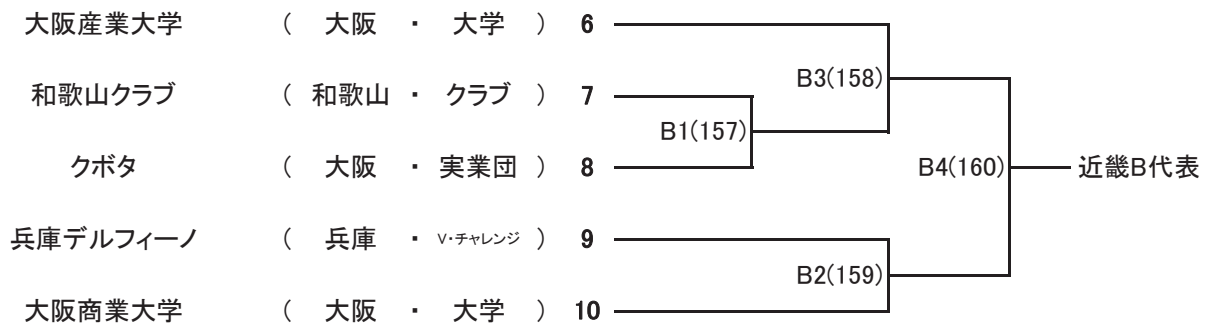 大阪産業大学 ( 大阪 ・ 大学 ) 6
B3(158)
和歌山クラブ ( 和歌山 ・ クラブ ) 7
B1(157)
クボタ ( 大阪 ・ 実業団 ) 8
B4(160) 近畿B代表
兵庫デルフィーノ ( 兵庫 ・ V・チャレンジ ) 9
B2(159)
大阪商業大学 ( 大阪 ・ 大学 ) 10